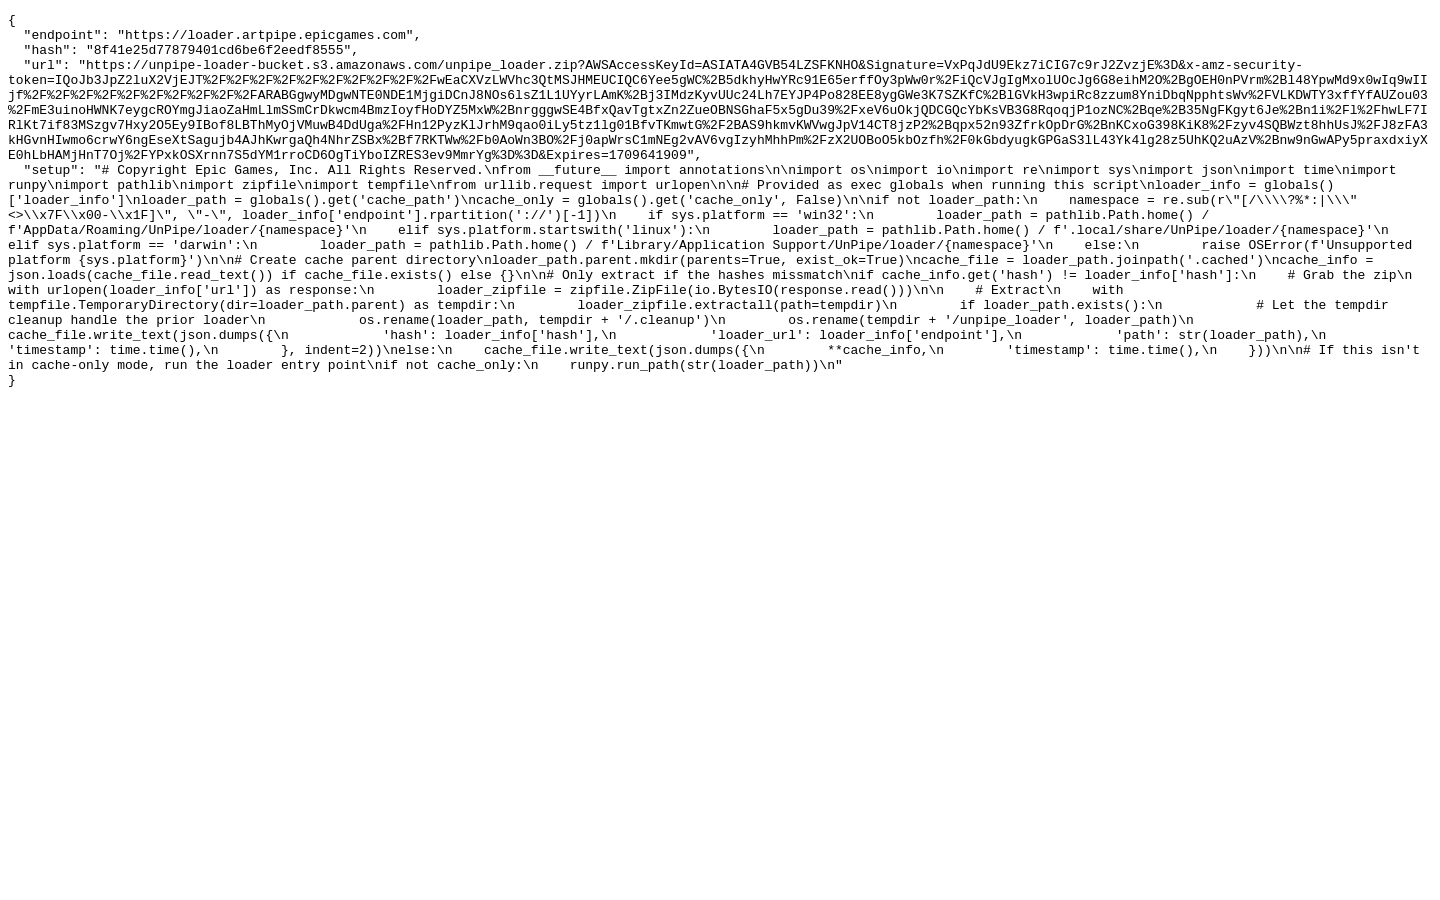 {
  "endpoint": "https://loader.artpipe.epicgames.com",
  "hash": "8f41e25d77879401cd6be6f2eedf8555",
  "url": "https://unpipe-loader-bucket.s3.amazonaws.com/unpipe_loader.zip?AWSAccessKeyId=ASIATA4GVB54LZSFKNHO&Signature=VxPqJdU9Ekz7iCIG7c9rJ2ZvzjE%3D&x-amz-security-
token=IQoJb3JpZ2luX2VjEJT%2F%2F%2F%2F%2F%2F%2F%2F%2F%2FwEaCXVzLWVhc3QtMSJHMEUCIQC6Yee5gWC%2B5dkhyHwYRc91E65erffOy3pWw0r%2FiQcVJgIgMxolUOcJg6G8eihM2O%2BgOEH0nPVrm%2Bl48YpwMd9x0wIq9wII
jf%2F%2F%2F%2F%2F%2F%2F%2F%2F%2FARABGgwyMDgwNTE0NDE1MjgiDCnJ8NOs6lsZ1L1UYyrLAmK%2Bj3IMdzKyvUUc24Lh7EYJP4Po828EE8ygGWe3K7SZKfC%2BlGVkH3wpiRc8zzum8YniDbqNpphtsWv%2FVLKDWTY3xffYfAUZou03
%2FmE3uinoHWNK7eygcROYmgJiaoZaHmLlmSSmCrDkwcm4BmzIoyfHoDYZ5MxW%2BnrgggwSE4BfxQavTgtxZn2ZueOBNSGhaF5x5gDu39%2FxeV6uOkjQDCGQcYbKsVB3G8RqoqjP1ozNC%2Bqe%2B35NgFKgyt6Je%2Bn1i%2Fl%2FhwLF7I
RlKt7if83MSzgv7Hxy2O5Ey9IBof8LBThMyOjVMuwB4DdUga%2FHn12PyzKlJrhM9qao0iLy5tz1lg01BfvTKmwtG%2F2BAS9hkmvKWVwgJpV14CT8jzP2%2Bqpx52n93ZfrkOpDrG%2BnKCxoG398KiK8%2Fzyv4SQBWzt8hhUsJ%2FJ8zFA3
kHGvnHIwmo6crwY6ngEseXtSagujb4AJhKwrgaQh4NhrZSBx%2Bf7RKTWw%2Fb0AoWn3BO%2Fj0apWrsC1mNEg2vAV6vgIzyhMhhPm%2FzX2UOBoO5kbOzfh%2F0kGbdyugkGPGaS3lL43Yk4lg28z5UhKQ2uAzV%2Bnw9nGwAPy5praxdxiyX
E0hLbHAMjHnT7Oj%2FYPxkOSXrnn7S5dYM1rroCD6OgTiYboIZRES3ev9MmrYg%3D%3D&Expires=1709641909",
  "setup": "# Copyright Epic Games, Inc. All Rights Reserved.\nfrom __future__ import annotations\n\nimport os\nimport io\nimport re\nimport sys\nimport json\nimport time\nimport
runpy\nimport pathlib\nimport zipfile\nimport tempfile\nfrom urllib.request import urlopen\n\n# Provided as exec globals when running this script\nloader_info = globals()
['loader_info']\nloader_path = globals().get('cache_path')\ncache_only = globals().get('cache_only', False)\n\nif not loader_path:\n    namespace = re.sub(r\"[/\\\\?%*:|\\\"
<>\\x7F\\x00-\\x1F]\", \"-\", loader_info['endpoint'].rpartition('://')[-1])\n    if sys.platform == 'win32':\n        loader_path = pathlib.Path.home() /
f'AppData/Roaming/UnPipe/loader/{namespace}'\n    elif sys.platform.startswith('linux'):\n        loader_path = pathlib.Path.home() / f'.local/share/UnPipe/loader/{namespace}'\n
elif sys.platform == 'darwin':\n        loader_path = pathlib.Path.home() / f'Library/Application Support/UnPipe/loader/{namespace}'\n    else:\n        raise OSError(f'Unsupported
platform {sys.platform}')\n\n# Create cache parent directory\nloader_path.parent.mkdir(parents=True, exist_ok=True)\ncache_file = loader_path.joinpath('.cached')\ncache_info =
json.loads(cache_file.read_text()) if cache_file.exists() else {}\n\n# Only extract if the hashes missmatch\nif cache_info.get('hash') != loader_info['hash']:\n    # Grab the zip\n
with urlopen(loader_info['url']) as response:\n        loader_zipfile = zipfile.ZipFile(io.BytesIO(response.read()))\n\n    # Extract\n    with
tempfile.TemporaryDirectory(dir=loader_path.parent) as tempdir:\n        loader_zipfile.extractall(path=tempdir)\n        if loader_path.exists():\n            # Let the tempdir
cleanup handle the prior loader\n            os.rename(loader_path, tempdir + '/.cleanup')\n        os.rename(tempdir + '/unpipe_loader', loader_path)\n
cache_file.write_text(json.dumps({\n            'hash': loader_info['hash'],\n            'loader_url': loader_info['endpoint'],\n            'path': str(loader_path),\n
'timestamp': time.time(),\n        }, indent=2))\nelse:\n    cache_file.write_text(json.dumps({\n        **cache_info,\n        'timestamp': time.time(),\n    }))\n\n# If this isn't
in cache-only mode, run the loader entry point\nif not cache_only:\n    runpy.run_path(str(loader_path))\n"
}